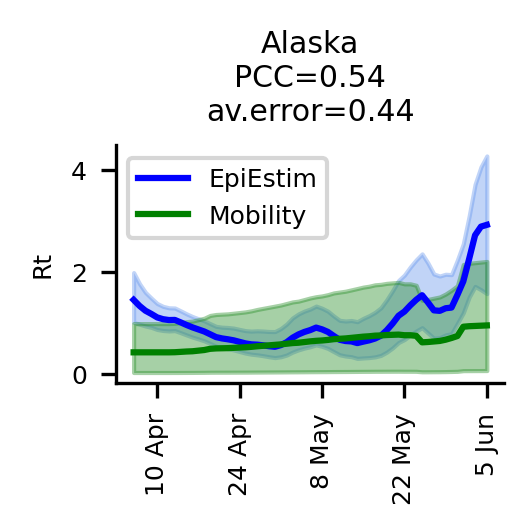 Alaska
PCC=0.54
av.error=0.44
EpiEstim
Mobility
Rt
4
2
0
10 Apr
24 Apr
8 May
22 May
5 Jun